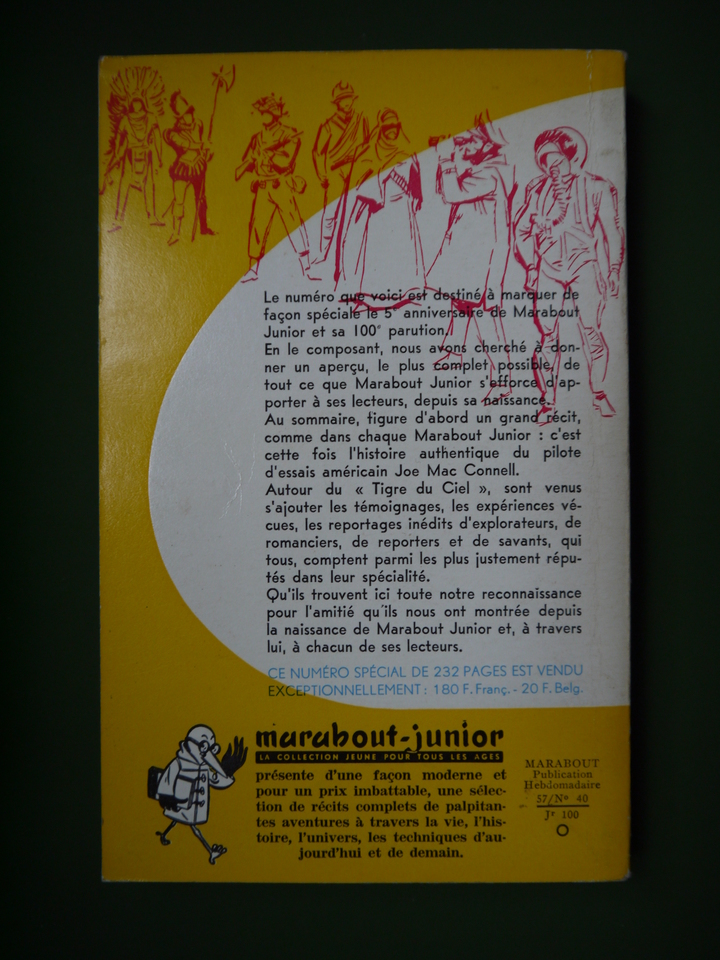 Le numéro que voici est destiné à marquer de
façon spéciale le 5e anniversaire de Marabout
Junior et sa 100e parution.
En le composant, nous avons cherché à don-
ner un aperçu, le plus complet possible, de
tout ce que Marabout Junior s'efforce d'ap-
porter à ses lecteurs, depuis sa naissance.
Au sommaire, figure d'abord un grand récit,
comme dans chaque Marabout Junior : c'est
cette fois l'histoire authentique du pilote
d'essais américain Joe Mac Connell.
Autour du « Tigre du Ciel », sont venus
s'ajouter les témoignages, les expériences vé-
cues, les reportages inédits d'explorateurs, de
romanciers, de reporters et de savants, qui
tous, comptent parmi les plus justement répu-
tés dans leur spécialité.
Qu'ils trouvent ici toute notre reconnaissance
pour l'amitié qu'ils nous ont montrée depuis
la naissance de Marabout Junior et, à travers
lui, à chacun de ses lecteurs.
CE NUMÉRO SPÉCIAL DE 232 PAGES EST VENDU
EXCEPTIONNELLEMENT : 180 F. Franç. - 20 F. Belg.
marabout-junior
LA COLLECTION JEUNE POUR TOUS LES AGES
présente d'une façon moderne et
pour un prix imbattable, une sélec-
tion de récits complets de palpitan-
tes aventures à travers la vie, l'his-
toire, l'univers, les techniques d'au-
jourd'hui et de demain.
MARABOUT
Publication
Hebdomadaire
57/No 40
Jr 100